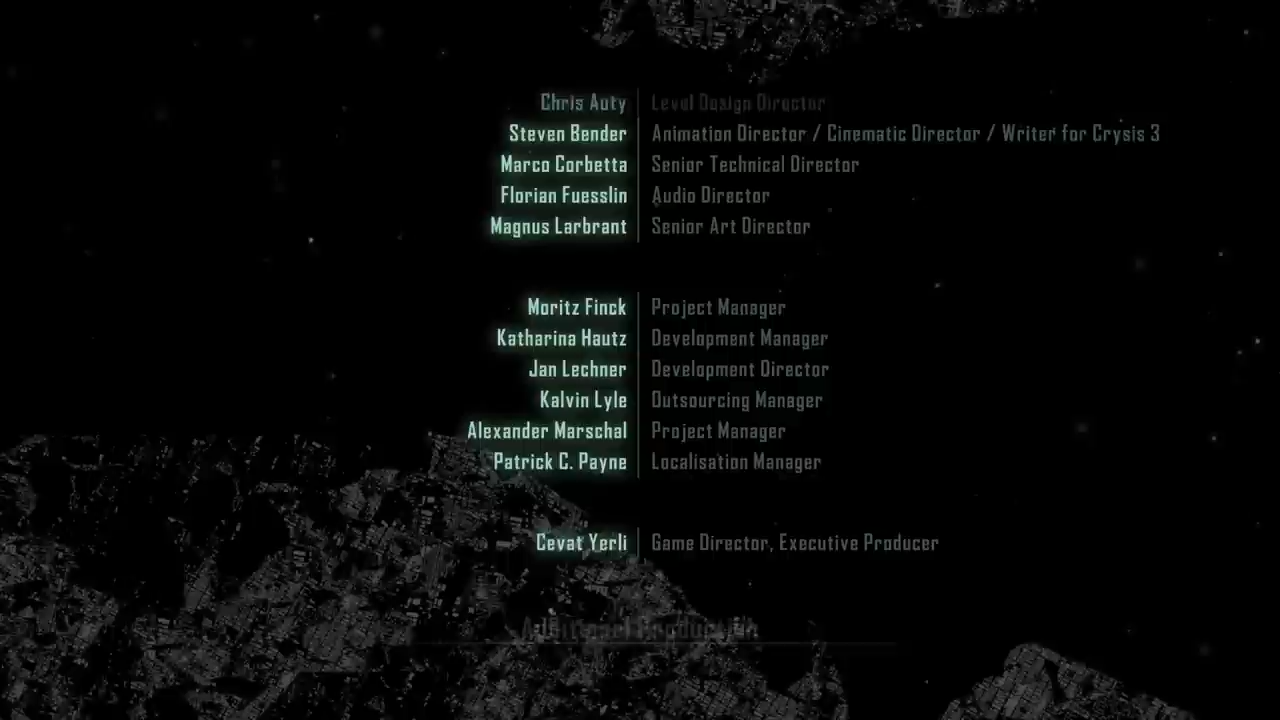 Chris Auty Level Design Director
Steven Bender Animation Director / Cinematic Director / Writer for Crysis 3
Marco Corbetta Senior Technical Director
Florian Fuesslin Audio Director
Magnus Larbrant Senior Art Director
Moritz Finck Project Manager
Katharina Hautz Development Manager
Jan Lechner Development Director
Kalvin Lyle Outsourcing Manager
Alexander Marschal Project Manager
Patrick C. Payne Localisation Manager
Cevat Yerli Game Director, Executive Producer
Additional Production